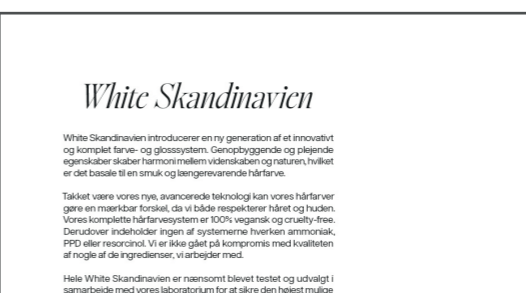 White Skandinavien
White Skandinavien introducerer en ny generation af et innovativt
og komplet farve- og glosssystem. Genopbyggende og plejende
egenskaber skaber harmoni mellem videnskaben og naturen, hvilket
er det basale til en smuk og længerevarende hårfarve.
Takket være vores nye, avancerede teknologi kan vores hårfarver
gøre en mærkbar forskel, da vi både respekterer håret og huden.
Vores komplette hårfarvesystem er 100% vegansk og cruelty-free.
Derudover indeholder ingen af systemerne hverken ammoniak,
PPD eller resorcinol. Vi er ikke gået på kompromis med kvaliteten
af nogle af de ingredienser, vi arbejder med.
Hele White Skandinavien er nænsomt blevet testet og udvalgt i
samarbejde med vores laboratorium for at sikre den højest mulige